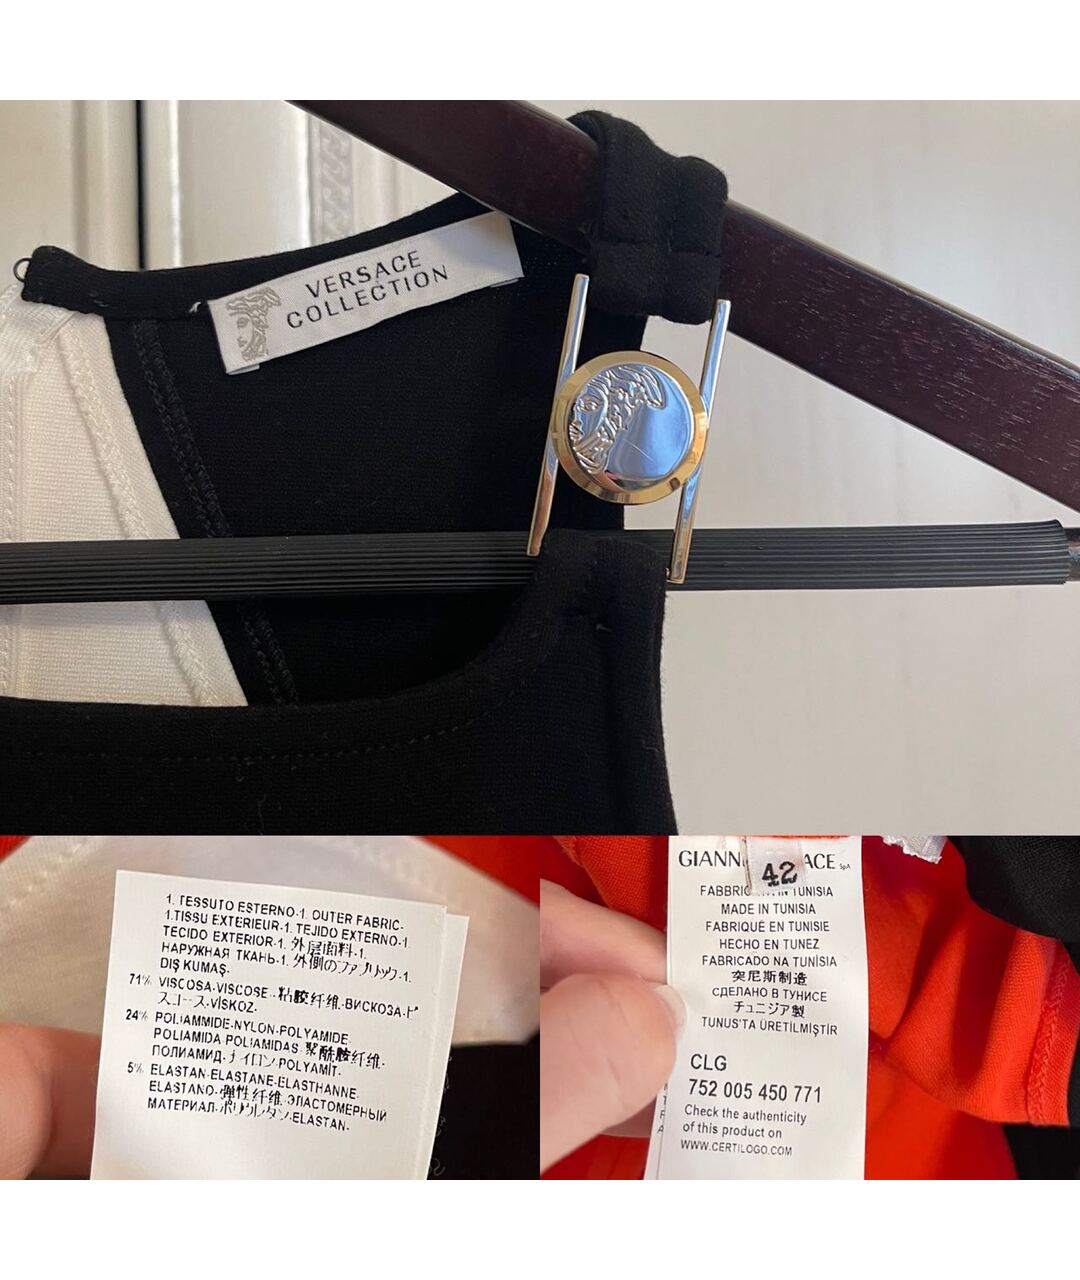 VERSACE
COLLECTION
1. TESSUTO ESTERNO-1. OUTER FABRIC-
1.TISSU EXTERIEUR-1. TEJIDO EXTERNO-1.
TECIDO EXTERIOR-1. 外层面料-1.
НАРУЖНАЯ ТКАНЬ-1. 外側のファブリック-1.
DIŞ KUMAŞ.
71% VISCOSA-VISCOSE-粘胶纤维-ВИСКОЗА-ビ
スコース-VİSKOZ.
24% POLIAMMIDE-NYLON-POLYAMIDE
POLIAMIDA POLIAMIDAS 聚酰胺纤维-
ПОЛИАМИД-ナイロン-POLYAMİT.
5% ELASTAN-ELASTANE-ELASTHANNE
ELASTANO-弹性纤维-ЭЛАСТОМЕРНЫЙ
МАТЕРИАЛ-ポリウレタン-ELASTAN-
42
SpA
IN TUNISIA
MADE IN TUNISIA
FABRIQUÉ EN TUNISIE
HECHO EN TUNEZ
FABRICADO NA TUNÍSIA
突尼斯制造
СДЕЛАНО В ТУНИСЕ
チュニジア製
TUNUS'TA ÜRETİLMİŞTİR
CLG
752 005 450 771
Check the authenticity
of this product on
WWW.CERTILOGO.COM